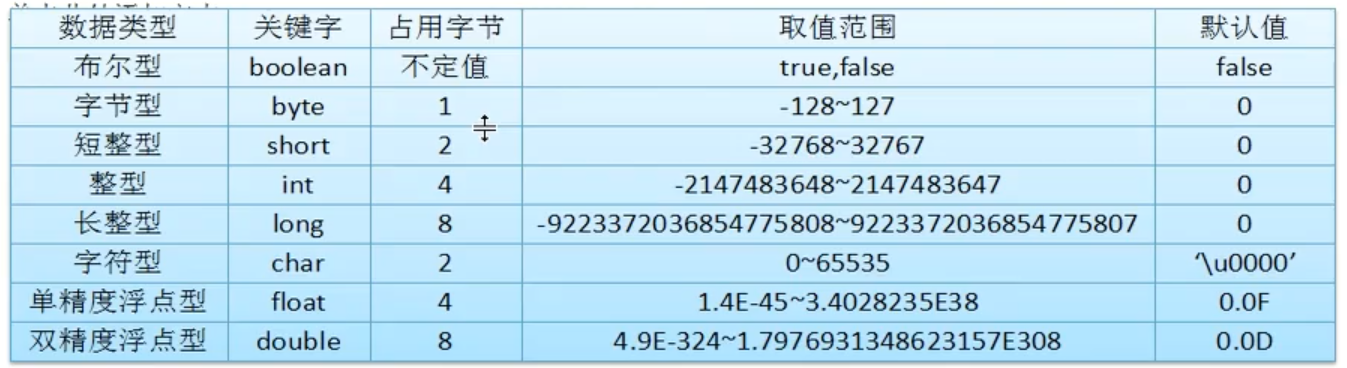 数据类型 关键字 占用字节 取值范围 默认值
布尔型 boolean 不定值 true,false false
字节型 byte 1 -128~127 0
短整型 short 2 -32768~32767 0
整型 int 4 -2147483648~2147483647 0
长整型 long 8 -9223372036854775808~9223372036854775807 0
字符型 char 2 0~65535 ‘\u0000’
单精度浮点型 float 4 1.4E-45~3.4028235E38 0.0F
双精度浮点型 double 8 4.9E-324~1.7976931348623157E308 0.0D